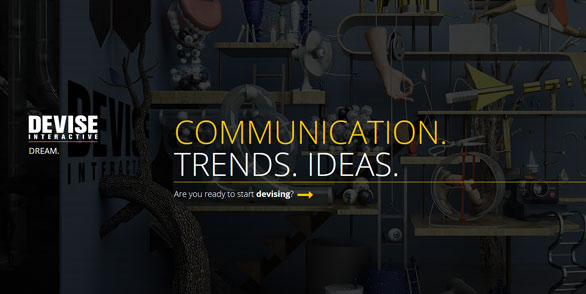 DEVISE
INTERACTIVE
DREAM.
COMMUNICATION.
TRENDS. IDEAS.
Are you ready to start devising?